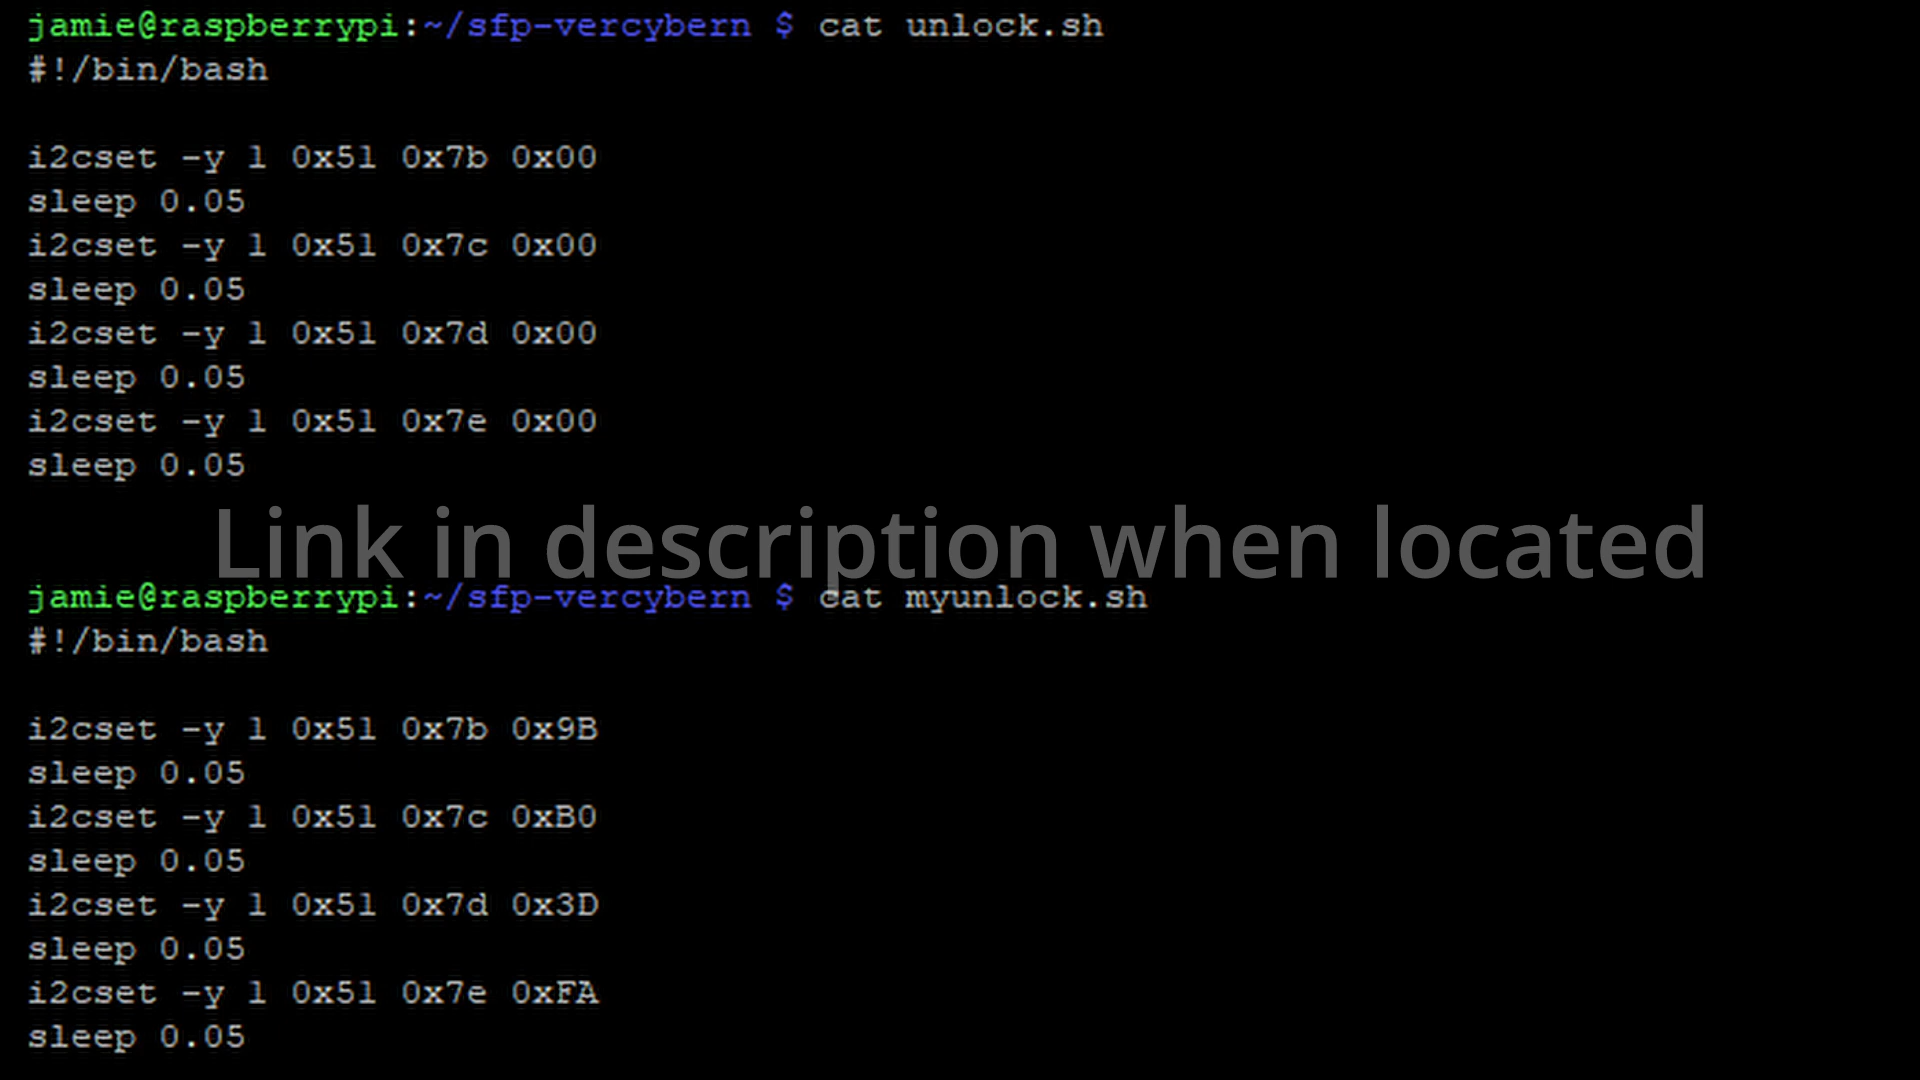 jamie@raspberrypi:~/sfp-vercybern $ cat unlock.sh
#!/bin/bash
i2cset -y 1 0x51 0x7b 0x00
sleep 0.05
i2cset -y 1 0x51 0x7c 0x00
sleep 0.05
i2cset -y 1 0x51 0x7d 0x00
sleep 0.05
i2cset -y 1 0x51 0x7e 0x00
sleep 0.05
Link in description when located
jamie@raspberrypi:~/sfp-vercybern $ cat myunlock.sh
#!/bin/bash
i2cset -y 1 0x51 0x7b 0x9B
sleep 0.05
i2cset -y 1 0x51 0x7c 0xB0
sleep 0.05
i2cset -y 1 0x51 0x7d 0x3D
sleep 0.05
i2cset -y 1 0x51 0x7e 0xFA
sleep 0.05